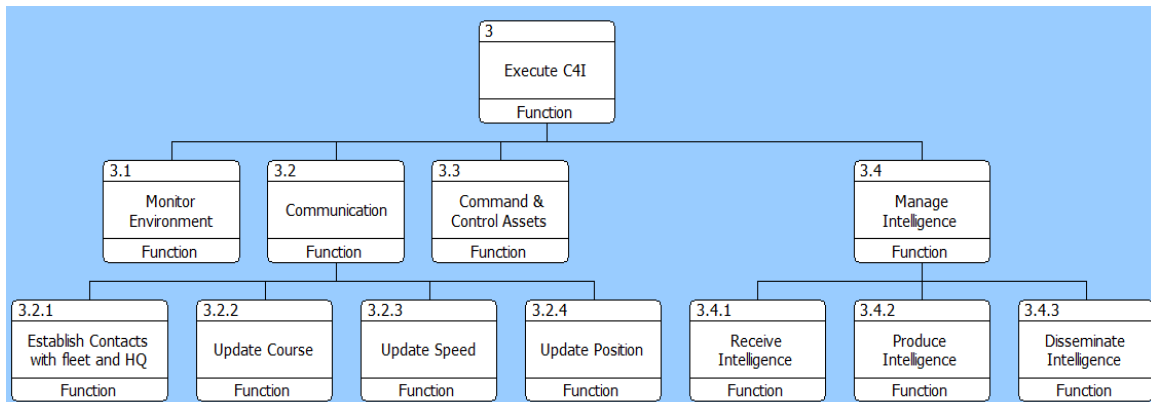 3
Execute C4I
Function
3.1
Monitor
Environment
Function
3.2
Communication
Function
3.3
Command &
Control Assets
Function
3.4
Manage
Intelligence
Function
3.2.1
Establish Contacts
with fleet and HQ
Function
3.2.2
Update Course
Function
3.2.3
Update Speed
Function
3.2.4
Update Position
Function
3.4.1
Receive
Intelligence
Function
3.4.2
Produce
Intelligence
Function
3.4.3
Disseminate
Intelligence
Function